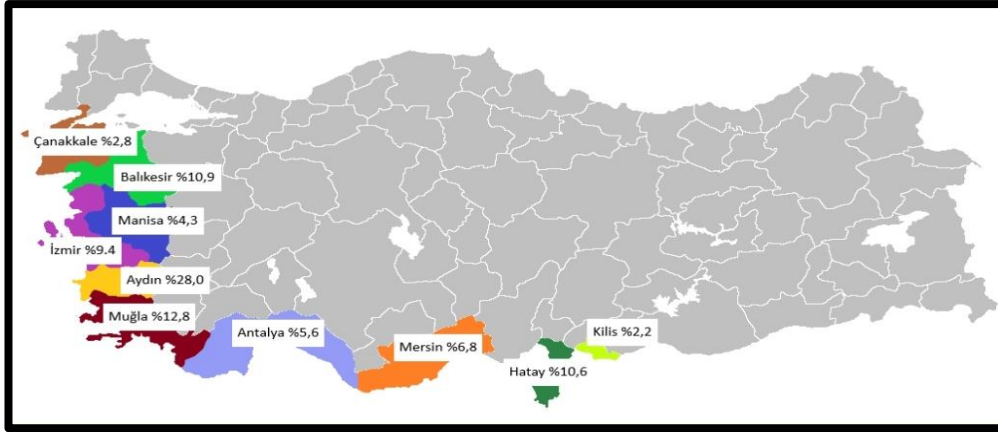 Çanakkale %2,8
Balıkesir %10,9
Manisa %4,3
İzmir %9.4
Aydın %28,0
Muğla %12,8
Antalya %5,6
Mersin %6,8
Kilis %2,2
Hatay %10,6